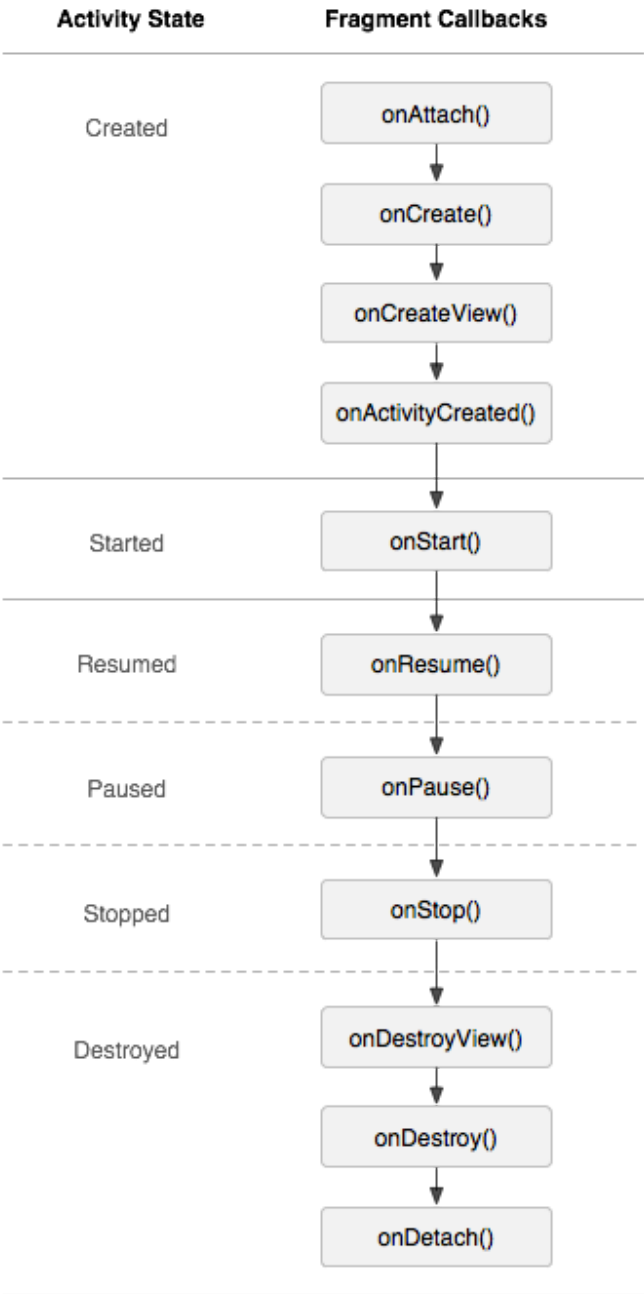 Activity State Fragment Callbacks
Created
onAttach()
onCreate()
onCreateView()
onActivityCreated()
Started
onStart()
Resumed
onResume()
Paused
onPause()
Stopped
onStop()
Destroyed
onDestroyView()
onDestroy()
onDetach()